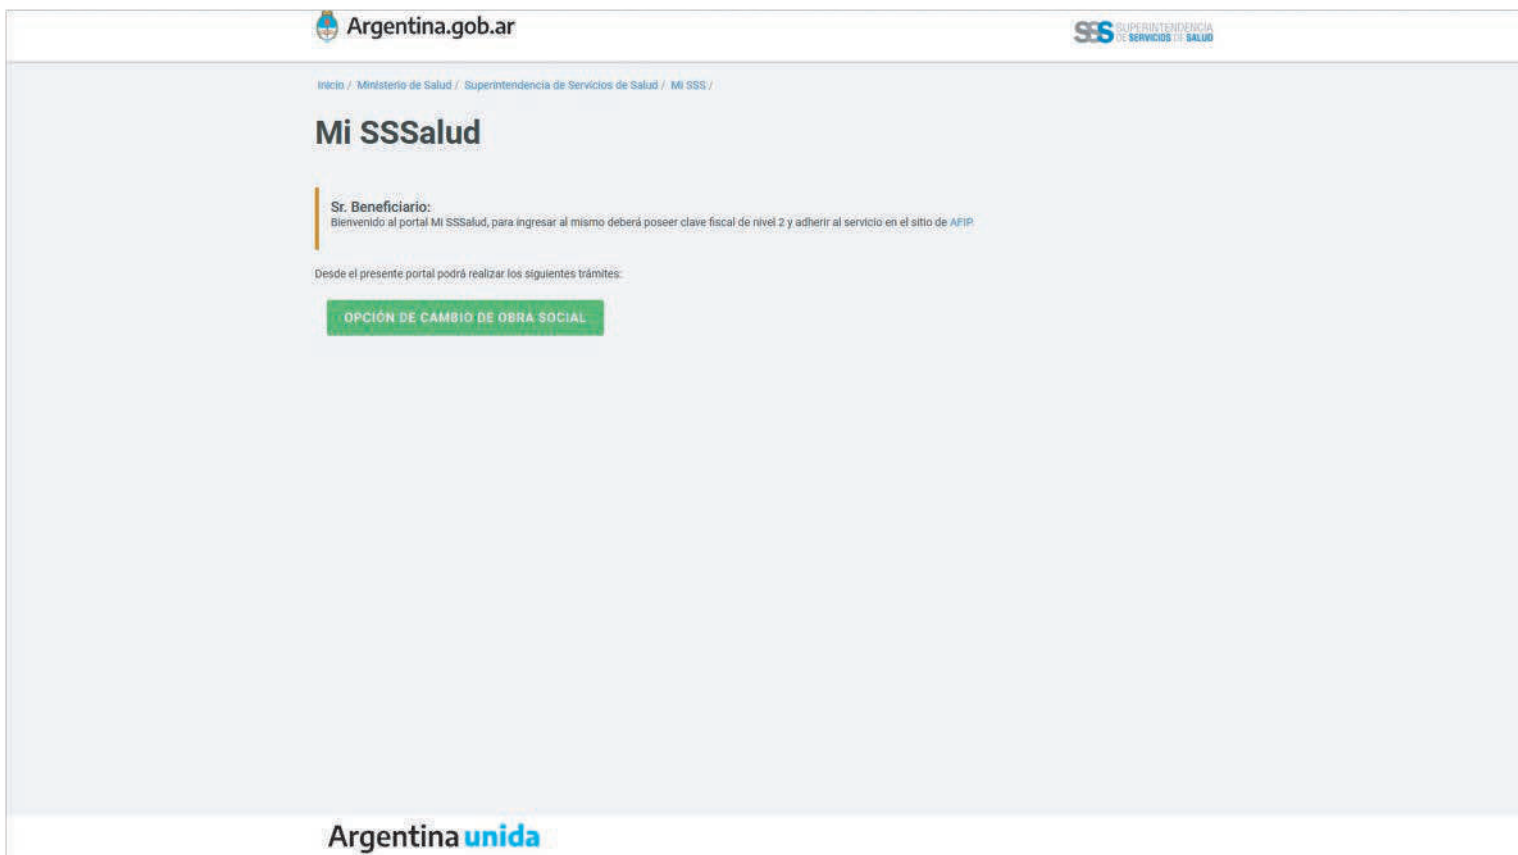 Argentina.gob.ar
SSS SUPERINTENDENCIA
DE SERVICIOS DE SALUD
Inicio / Ministerio de Salud / Superintendencia de Servicios de Salud / Mi SSS /
Mi SSSalud
Sr. Beneficiario:
Bienvenido al portal Mi SSSalud, para ingresar al mismo deberá poseer clave fiscal de nivel 2 y adherir al servicio en el sitio de AFIP.
Desde el presente portal podrá realizar los siguientes trámites:
OPCIÓN DE CAMBIO DE OBRA SOCIAL
Argentina unida